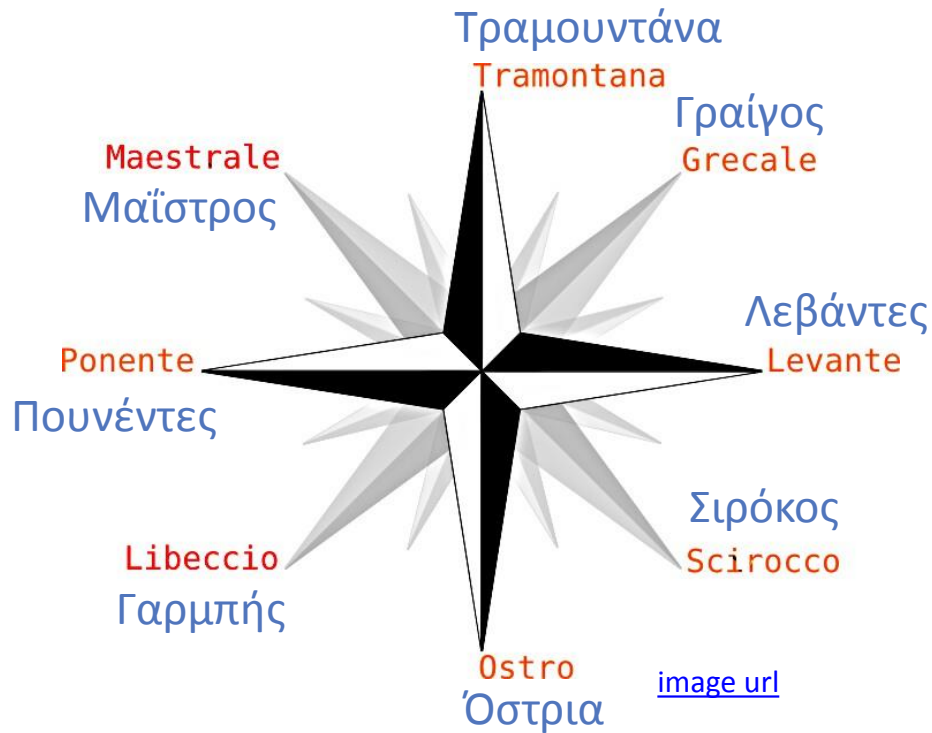 Τραμουντάνα
Tramontana
Γραίγος
Grecale
Maestrale
Μαΐστρος
Λεβάντες
Levante
Ponente
Πουνέντες
Σιρόκος
Scirocco
Libeccio
Γαρμπής
Ostro
Όστρια
image url